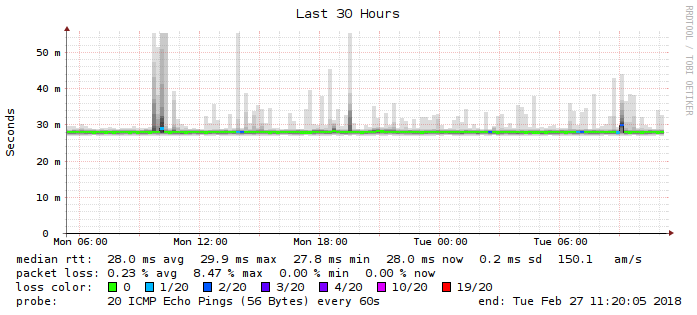 Last 30 Hours
RRDTOOL / TOBI OETIKER
Seconds
50 m
40 m
30 m
20 m
10 m
0
Mon 06:00 Mon 12:00 Mon 18:00 Tue 00:00 Tue 06:00
median rtt: 28.0 ms avg 29.9 ms max 27.8 ms min 28.0 ms now 0.2 ms sd 150.1 am/s
packet loss: 0.23 % avg 8.47 % max 0.00 % min 0.00 % now
loss color: 0 1/20 2/20 3/20 4/20 10/20 19/20
probe: 20 ICMP Echo Pings (56 Bytes) every 60s end: Tue Feb 27 11:20:05 2018